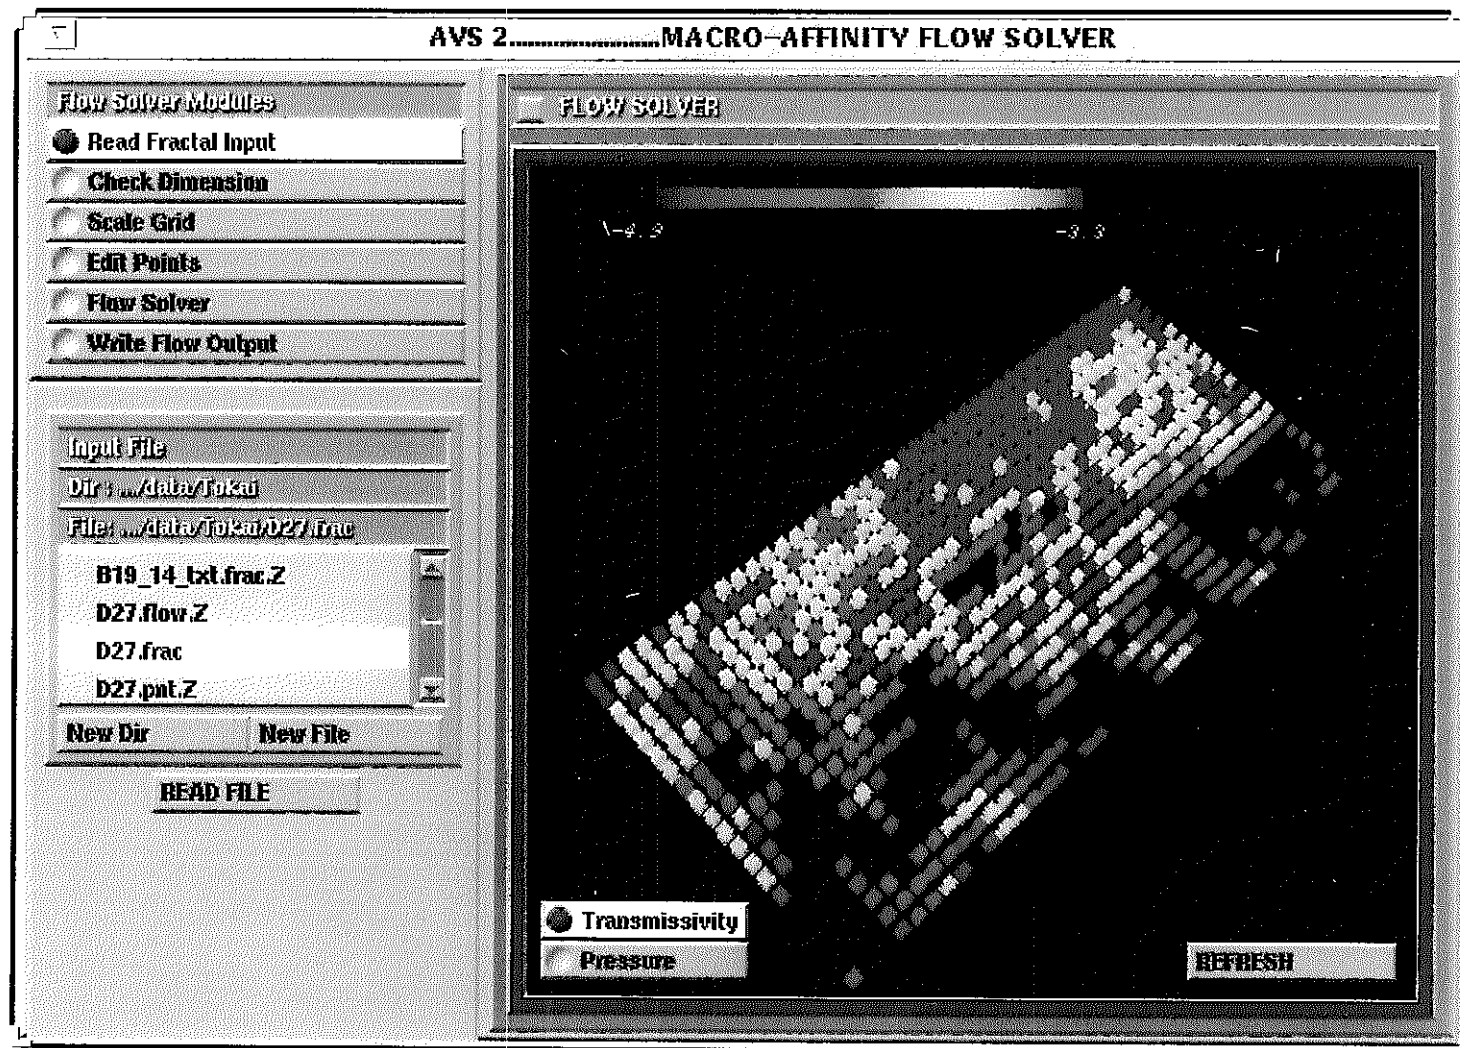 AVS 2.......................MACRO-AFFINITY FLOW SOLVER
Flow Solver Modules
Read Fractal Input
Check Dimension
Scale Grid
Edit Points
Flow Solver
Write Flow Output
Input File
Dir : .../data/Tokai
File: .../data/Tokai/D27.frac
B19_14_txt.frac.Z
D27.flow.Z
D27.frac
D27.pnt.Z
New Dir New File
READ FILE
FLOW SOLVER
-3.3
Transmissivity
Pressure
REFRESH